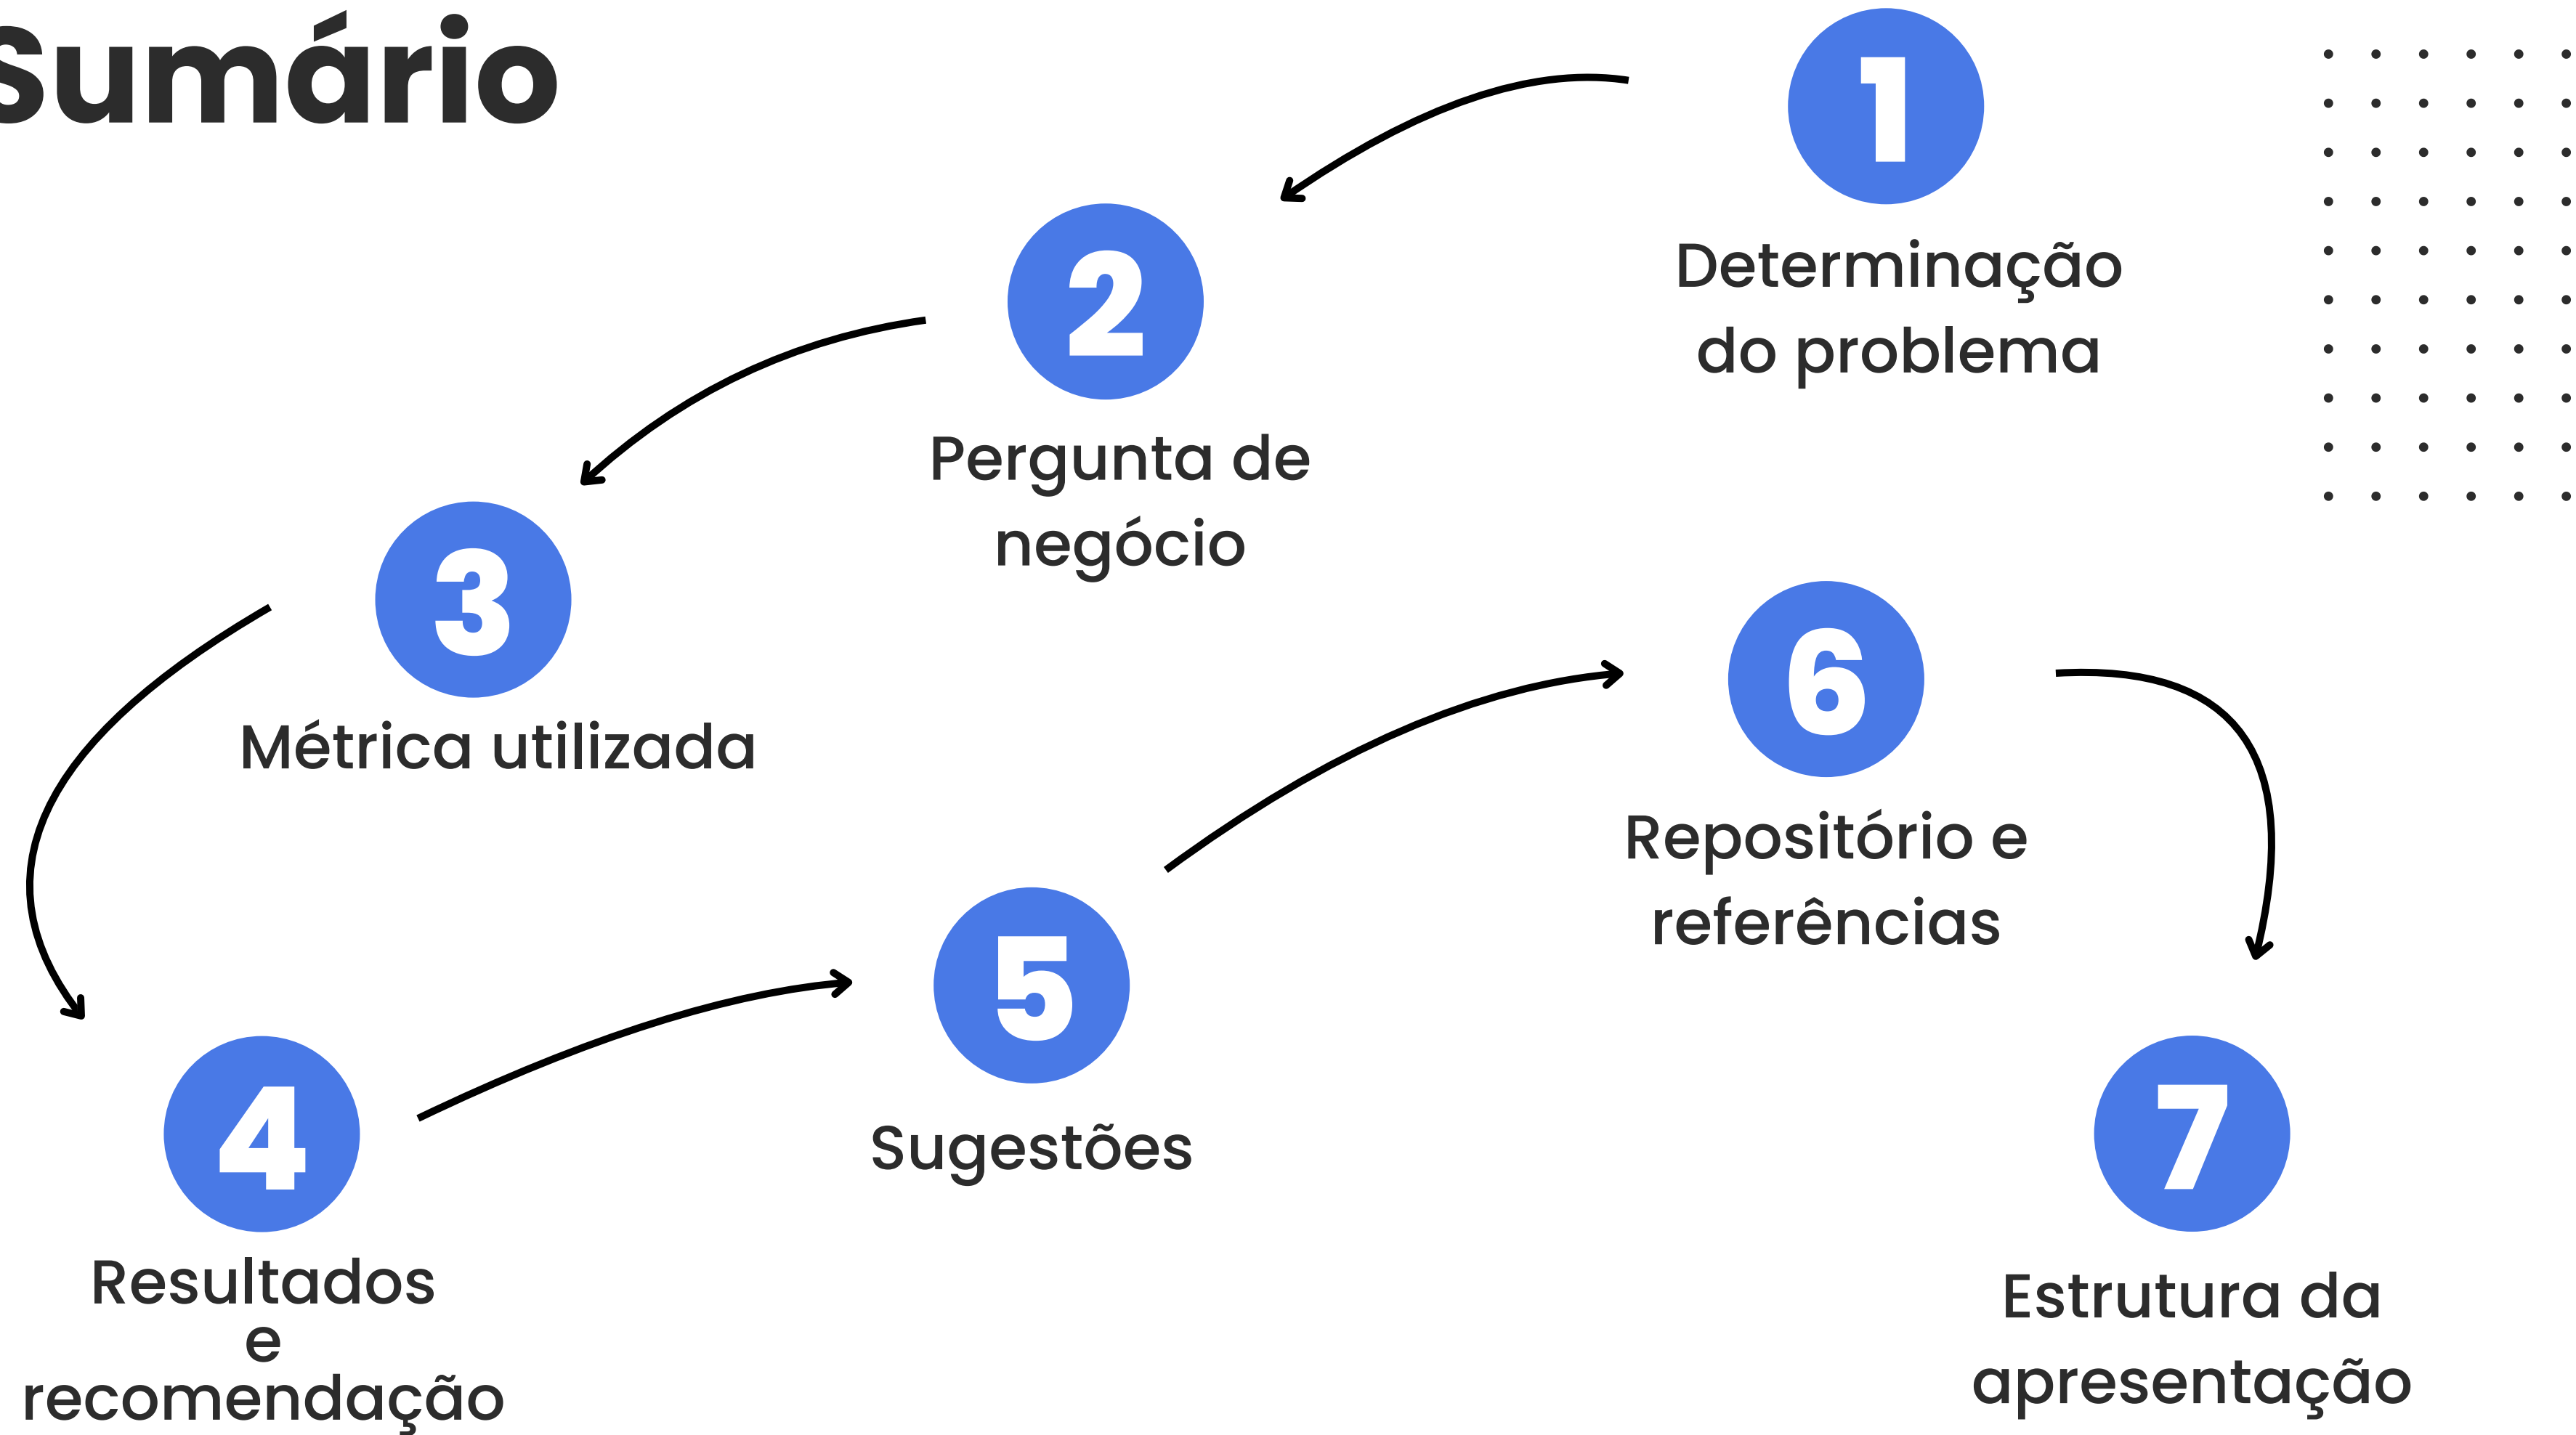 Sumário
1
Determinação
do problema
2
Pergunta de
negócio
3
Métrica utilizada
4
Resultados
e
recomendação
5
Sugestões
6
Repositório e
referências
7
Estrutura da
apresentação